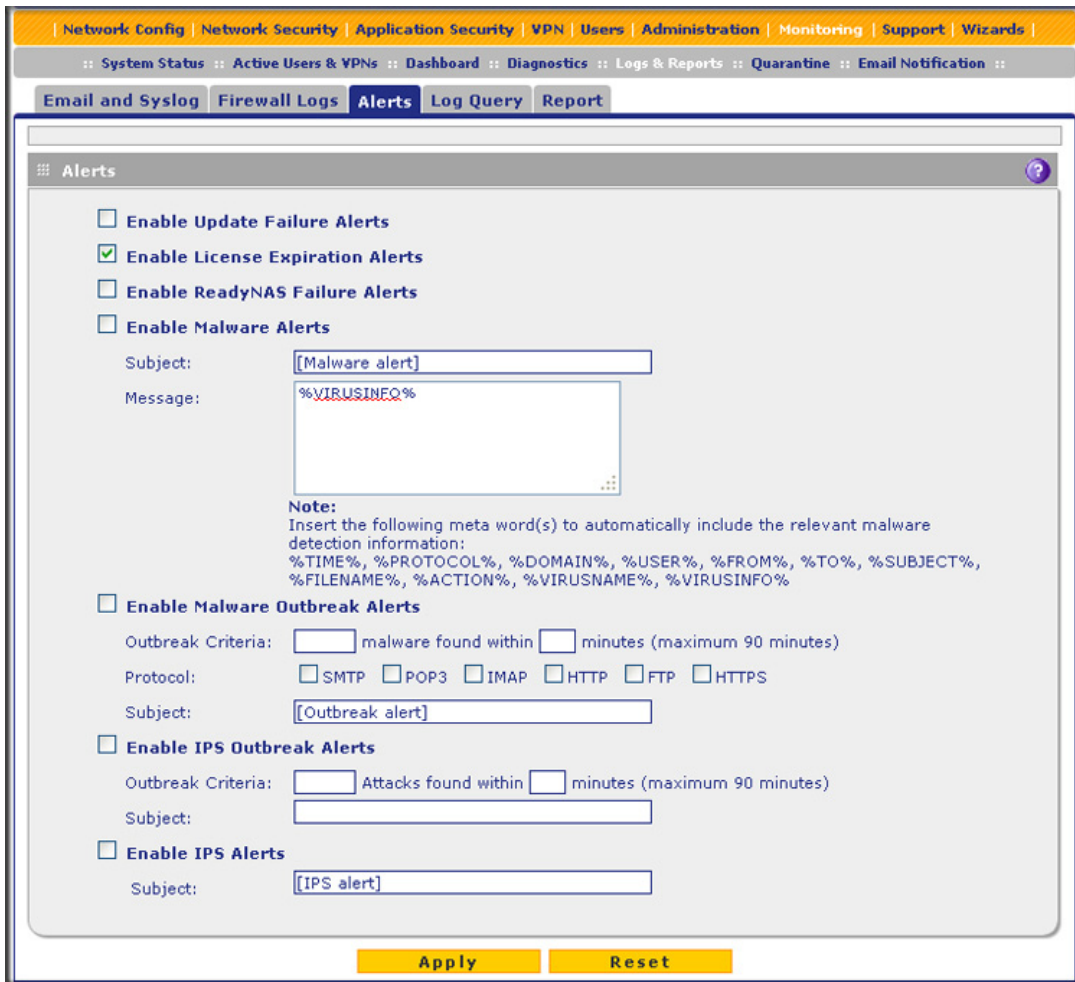 | Network Config | Network Security | Application Security | VPN | Users | Administration | Monitoring | Support | Wizards |
:: System Status :: Active Users & VPNs :: Dashboard :: Diagnostics :: Logs & Reports :: Quarantine :: Email Notification ::
Email and Syslog Firewall Logs Alerts Log Query Report
Alerts ?
Enable Update Failure Alerts
Enable License Expiration Alerts
Enable ReadyNAS Failure Alerts
Enable Malware Alerts
Subject: [Malware alert]
Message: %VIRUSINFO%
Note:
Insert the following meta word(s) to automatically include the relevant malware
detection information:
%TIME%, %PROTOCOL%, %DOMAIN%, %USER%, %FROM%, %TO%, %SUBJECT%,
%FILENAME%, %ACTION%, %VIRUSNAME%, %VIRUSINFO%
Enable Malware Outbreak Alerts
Outbreak Criteria: malware found within minutes (maximum 90 minutes)
Protocol: SMTP POP3 IMAP HTTP FTP HTTPS
Subject: [Outbreak alert]
Enable IPS Outbreak Alerts
Outbreak Criteria: Attacks found within minutes (maximum 90 minutes)
Subject:
Enable IPS Alerts
Subject: [IPS alert]
Apply Reset